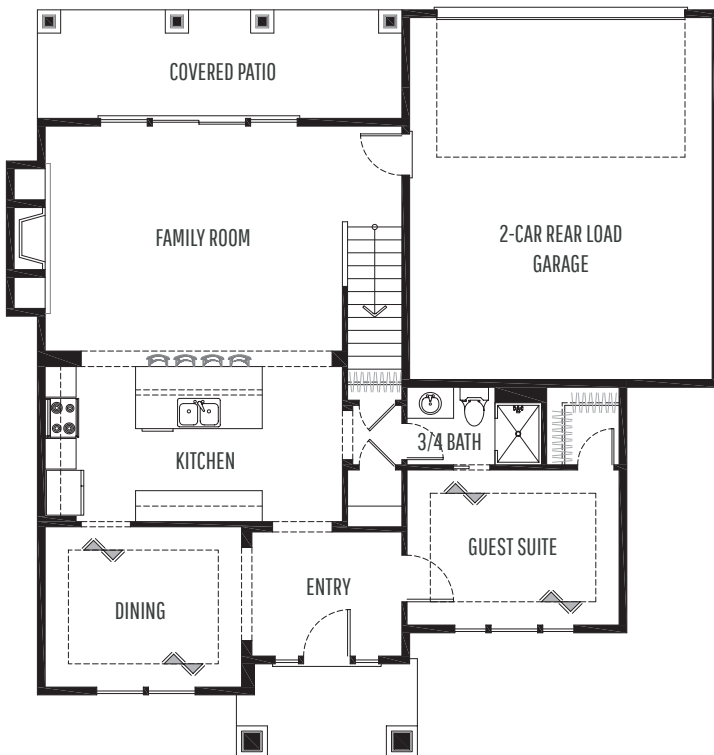 COVERED PATIO
FAMILY ROOM
2-CAR REAR LOAD
GARAGE
3/4 BATH
KITCHEN
GUEST SUITE
ENTRY
DINING